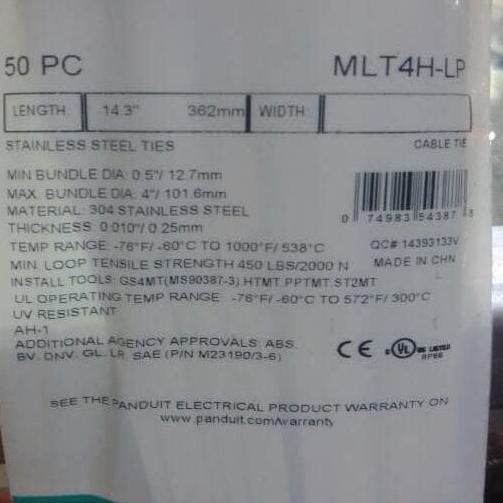 50 PC MLT4H-LP
LENGTH: 14.3" 362mm WIDTH:
STAINLESS STEEL TIES CABLE TIE
MIN BUNDLE DIA: 0.5"/ 12.7mm
MAX. BUNDLE DIA: 4"/ 101.6mm
MATERIAL: 304 STAINLESS STEEL
THICKNESS: 0.010"/ 0.25mm
0 74983 54387 8
TEMP RANGE: -76°F/ -60°C TO 1000°F/ 538°C QC# 14393133V
MIN. LOOP TENSILE STRENGTH 450 LBS/2000 N MADE IN CHN
INSTALL TOOLS: GS4MT(MS90387-3) HTMT PPTMT ST2MT
UL OPERATING TEMP RANGE: -76°F/ -60°C TO 572°F/ 300°C
UV RESISTANT
AH-1
ADDITIONAL AGENCY APPROVALS: ABS,
BV, DNV, GL, LR, SAE (P/N M23190/3-6)
CE c UL us LISTED
SEE THE PANDUIT ELECTRICAL PRODUCT WARRANTY ON
www.panduit.com/warranty